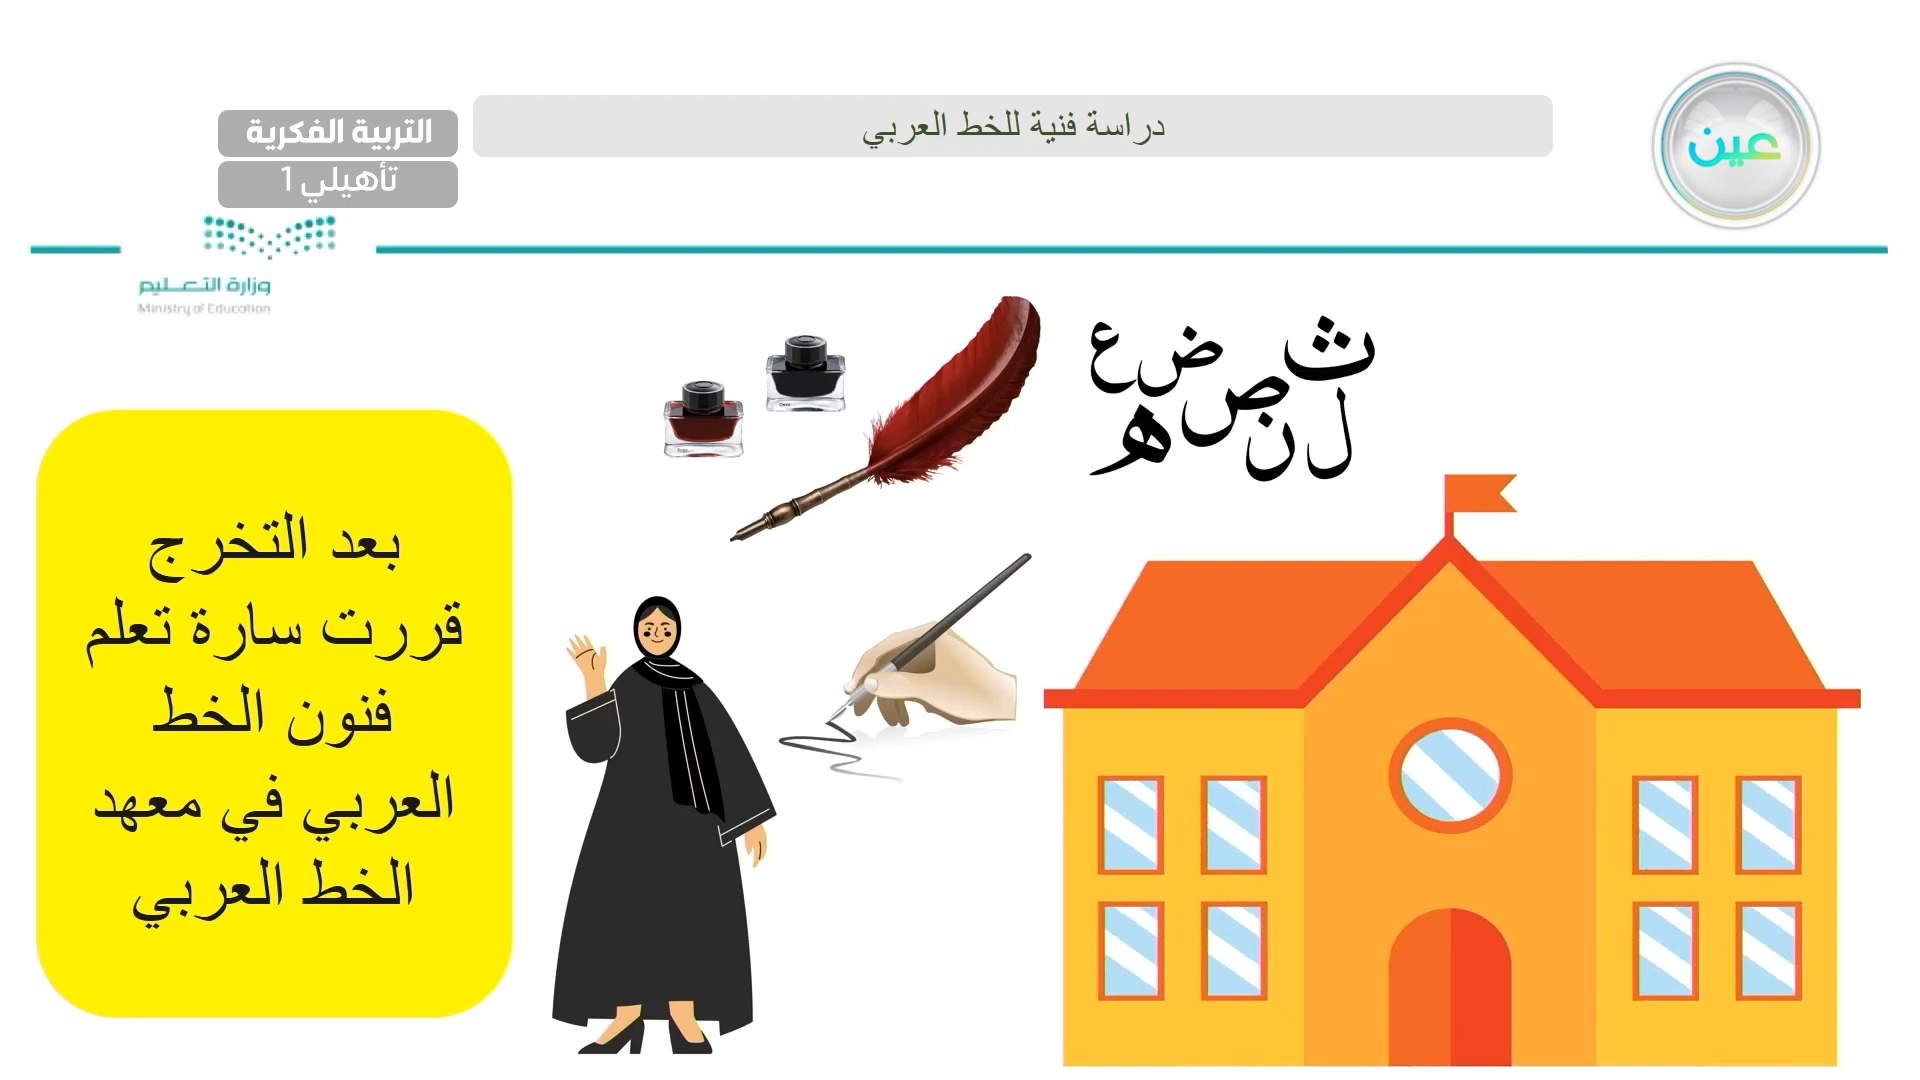 عين
دراسة فنية للخط العربي
التربية الفكرية
تأهيلي 1
وزارة التعليم
Ministry of Education
ث ض ع
ل ن ص ه
بعد التخرج
قررت سارة تعلم
فنون الخط
العربي في معهد
الخط العربي